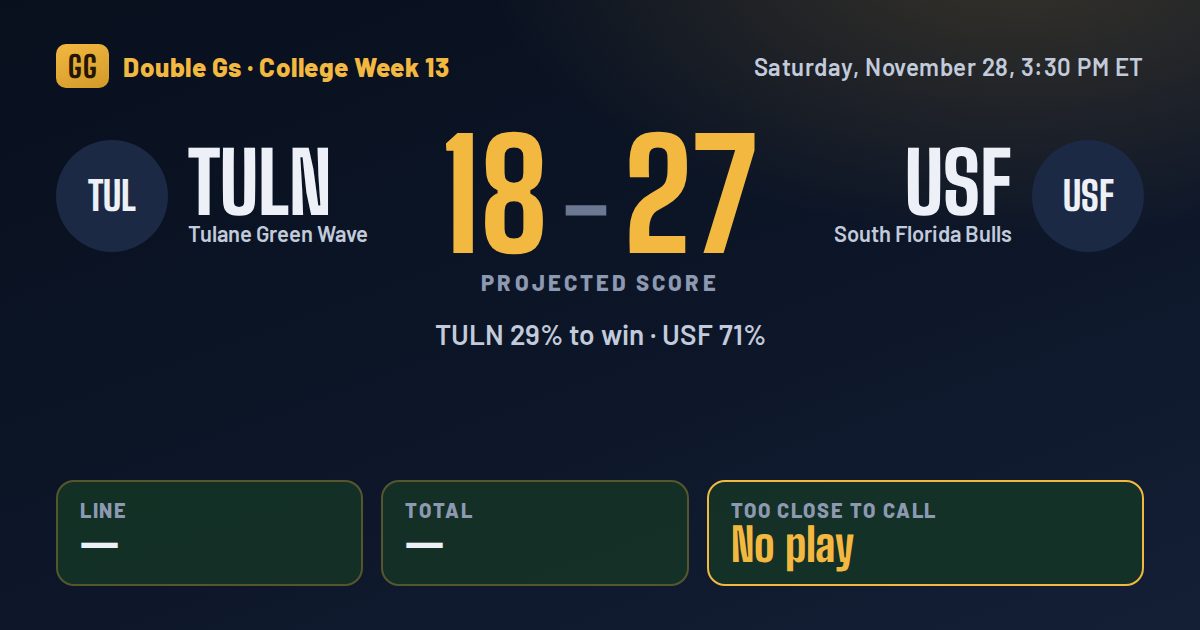 GG Double Gs · College Week 13
Saturday, November 28, 3:30 PM ET
TUL
TULN
Tulane Green Wave
18 – 27
PROJECTED SCORE
TULN 29% to win · USF 71%
USF
South Florida Bulls
USF
LINE
—
TOTAL
—
TOO CLOSE TO CALL
No play